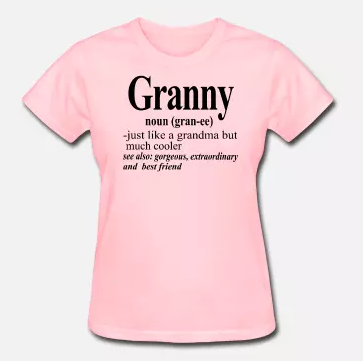 Granny
noun (gran-ee)
-just like a grandma but
much cooler
see also: gorgeous, extraordinary
and best friend